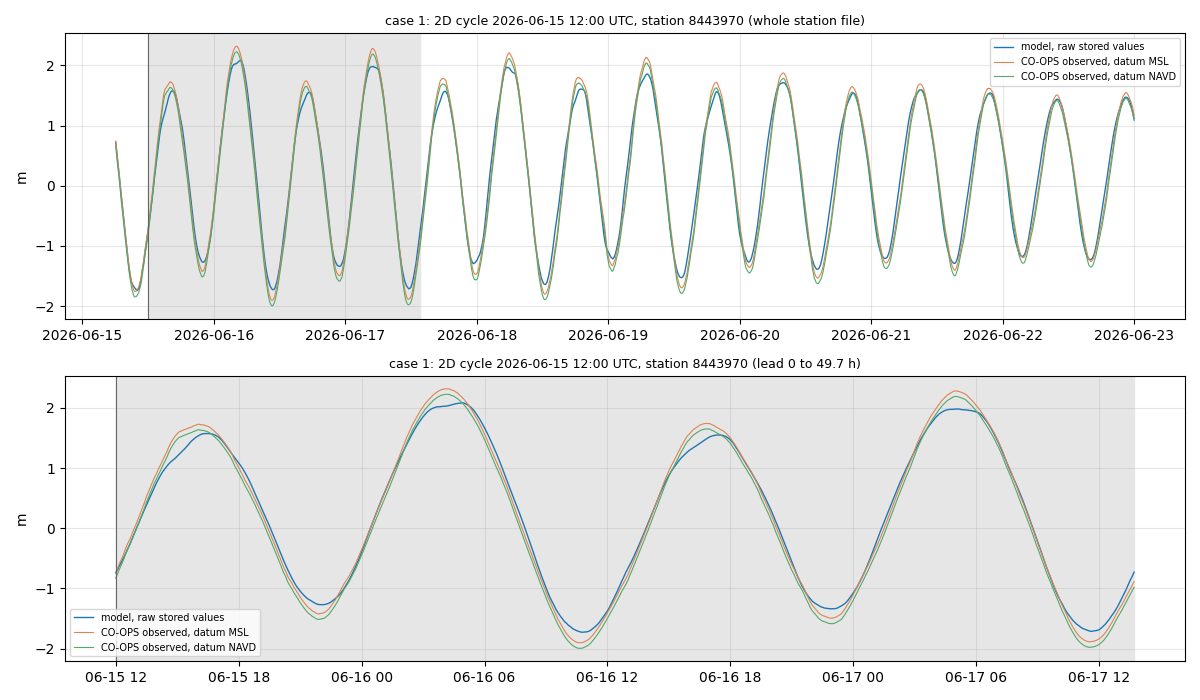 case 1: 2D cycle 2026-06-15 12:00 UTC, station 8443970 (whole station file)
model, raw stored values
CO-OPS observed, datum MSL
CO-OPS observed, datum NAVD
m
2
1
0
−1
−2
2026-06-15 2026-06-16 2026-06-17 2026-06-18 2026-06-19 2026-06-20 2026-06-21 2026-06-22 2026-06-23
case 1: 2D cycle 2026-06-15 12:00 UTC, station 8443970 (lead 0 to 49.7 h)
m
2
1
0
−1
−2
model, raw stored values
CO-OPS observed, datum MSL
CO-OPS observed, datum NAVD
06-15 12 06-15 18 06-16 00 06-16 06 06-16 12 06-16 18 06-17 00 06-17 06 06-17 12